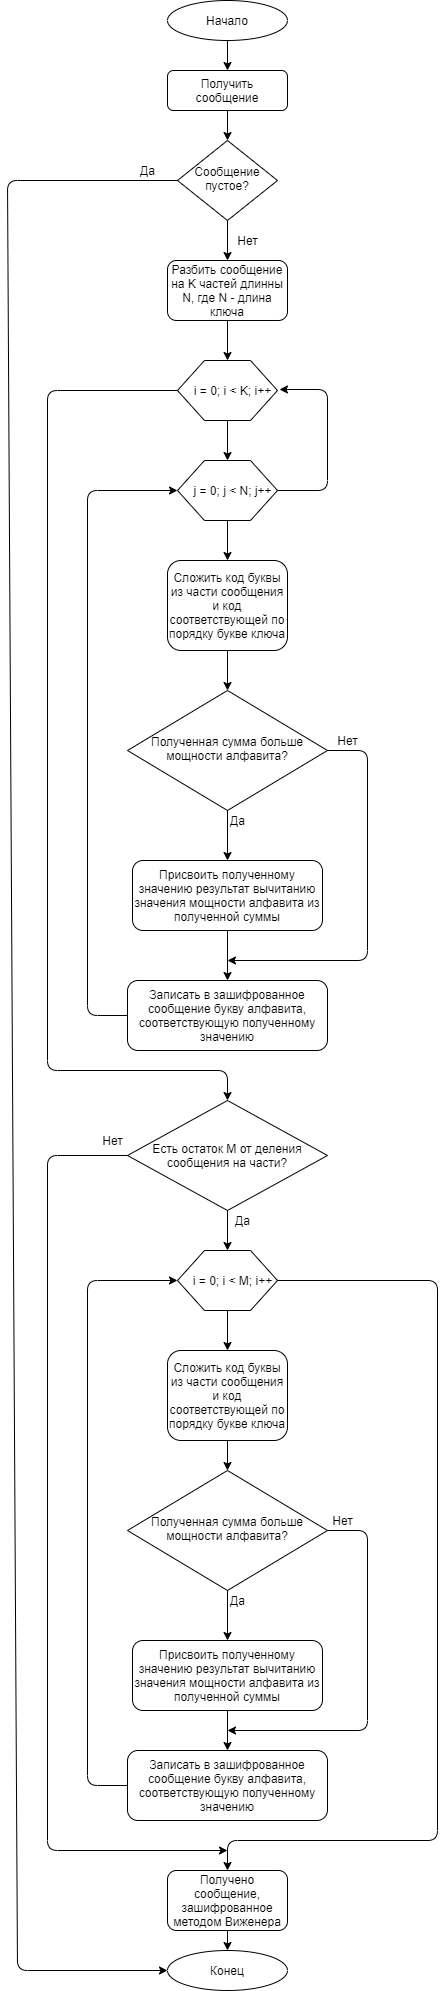 Начало
Получить
сообщение
Сообщение
пустое?
Да
Нет
Разбить сообщение
на K частей длинны
N, где N - длина
ключа
i = 0; i < K; i++
j = 0; j < N; j++
Сложить код буквы
из части сообщения
и код
соответствующей по
порядку букве ключа
Полученная сумма больше
мощности алфавита?
Нет
Да
Присвоить полученному
значению результат вычитанию
значения мощности алфавита из
полученной суммы
Записать в зашифрованное
сообщение букву алфавита,
соответствующую полученному
значению
Есть остаток M от деления
сообщения на части?
Нет
Да
i = 0; i < M; i++
Сложить код буквы
из части сообщения
и код
соответствующей по
порядку букве ключа
Полученная сумма больше
мощности алфавита?
Нет
Да
Присвоить полученному
значению результат вычитанию
значения мощности алфавита из
полученной суммы
Записать в зашифрованное
сообщение букву алфавита,
соответствующую полученному
значению
Получено
сообщение,
зашифрованное
методом Виженера
Конец